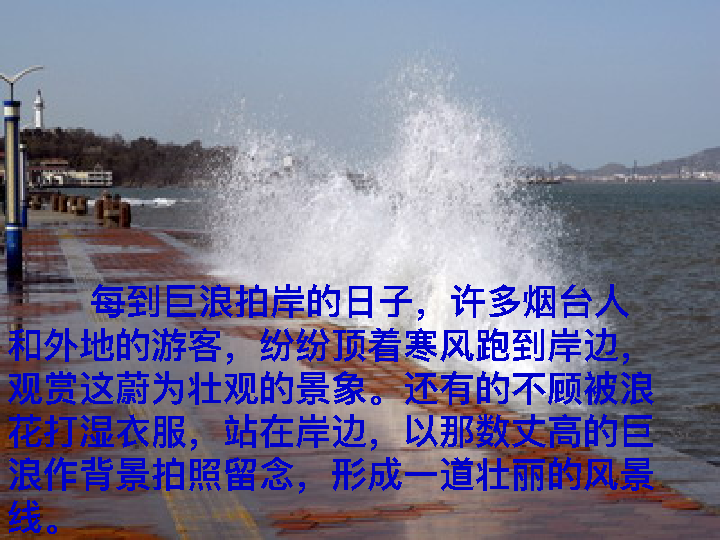 每到巨浪拍岸的日子，许多烟台人
和外地的游客，纷纷顶着寒风跑到岸边，
观赏这蔚为壮观的景象。还有的不顾被浪
花打湿衣服，站在岸边，以那数丈高的巨
浪作背景拍照留念，形成一道壮丽的风景
线。